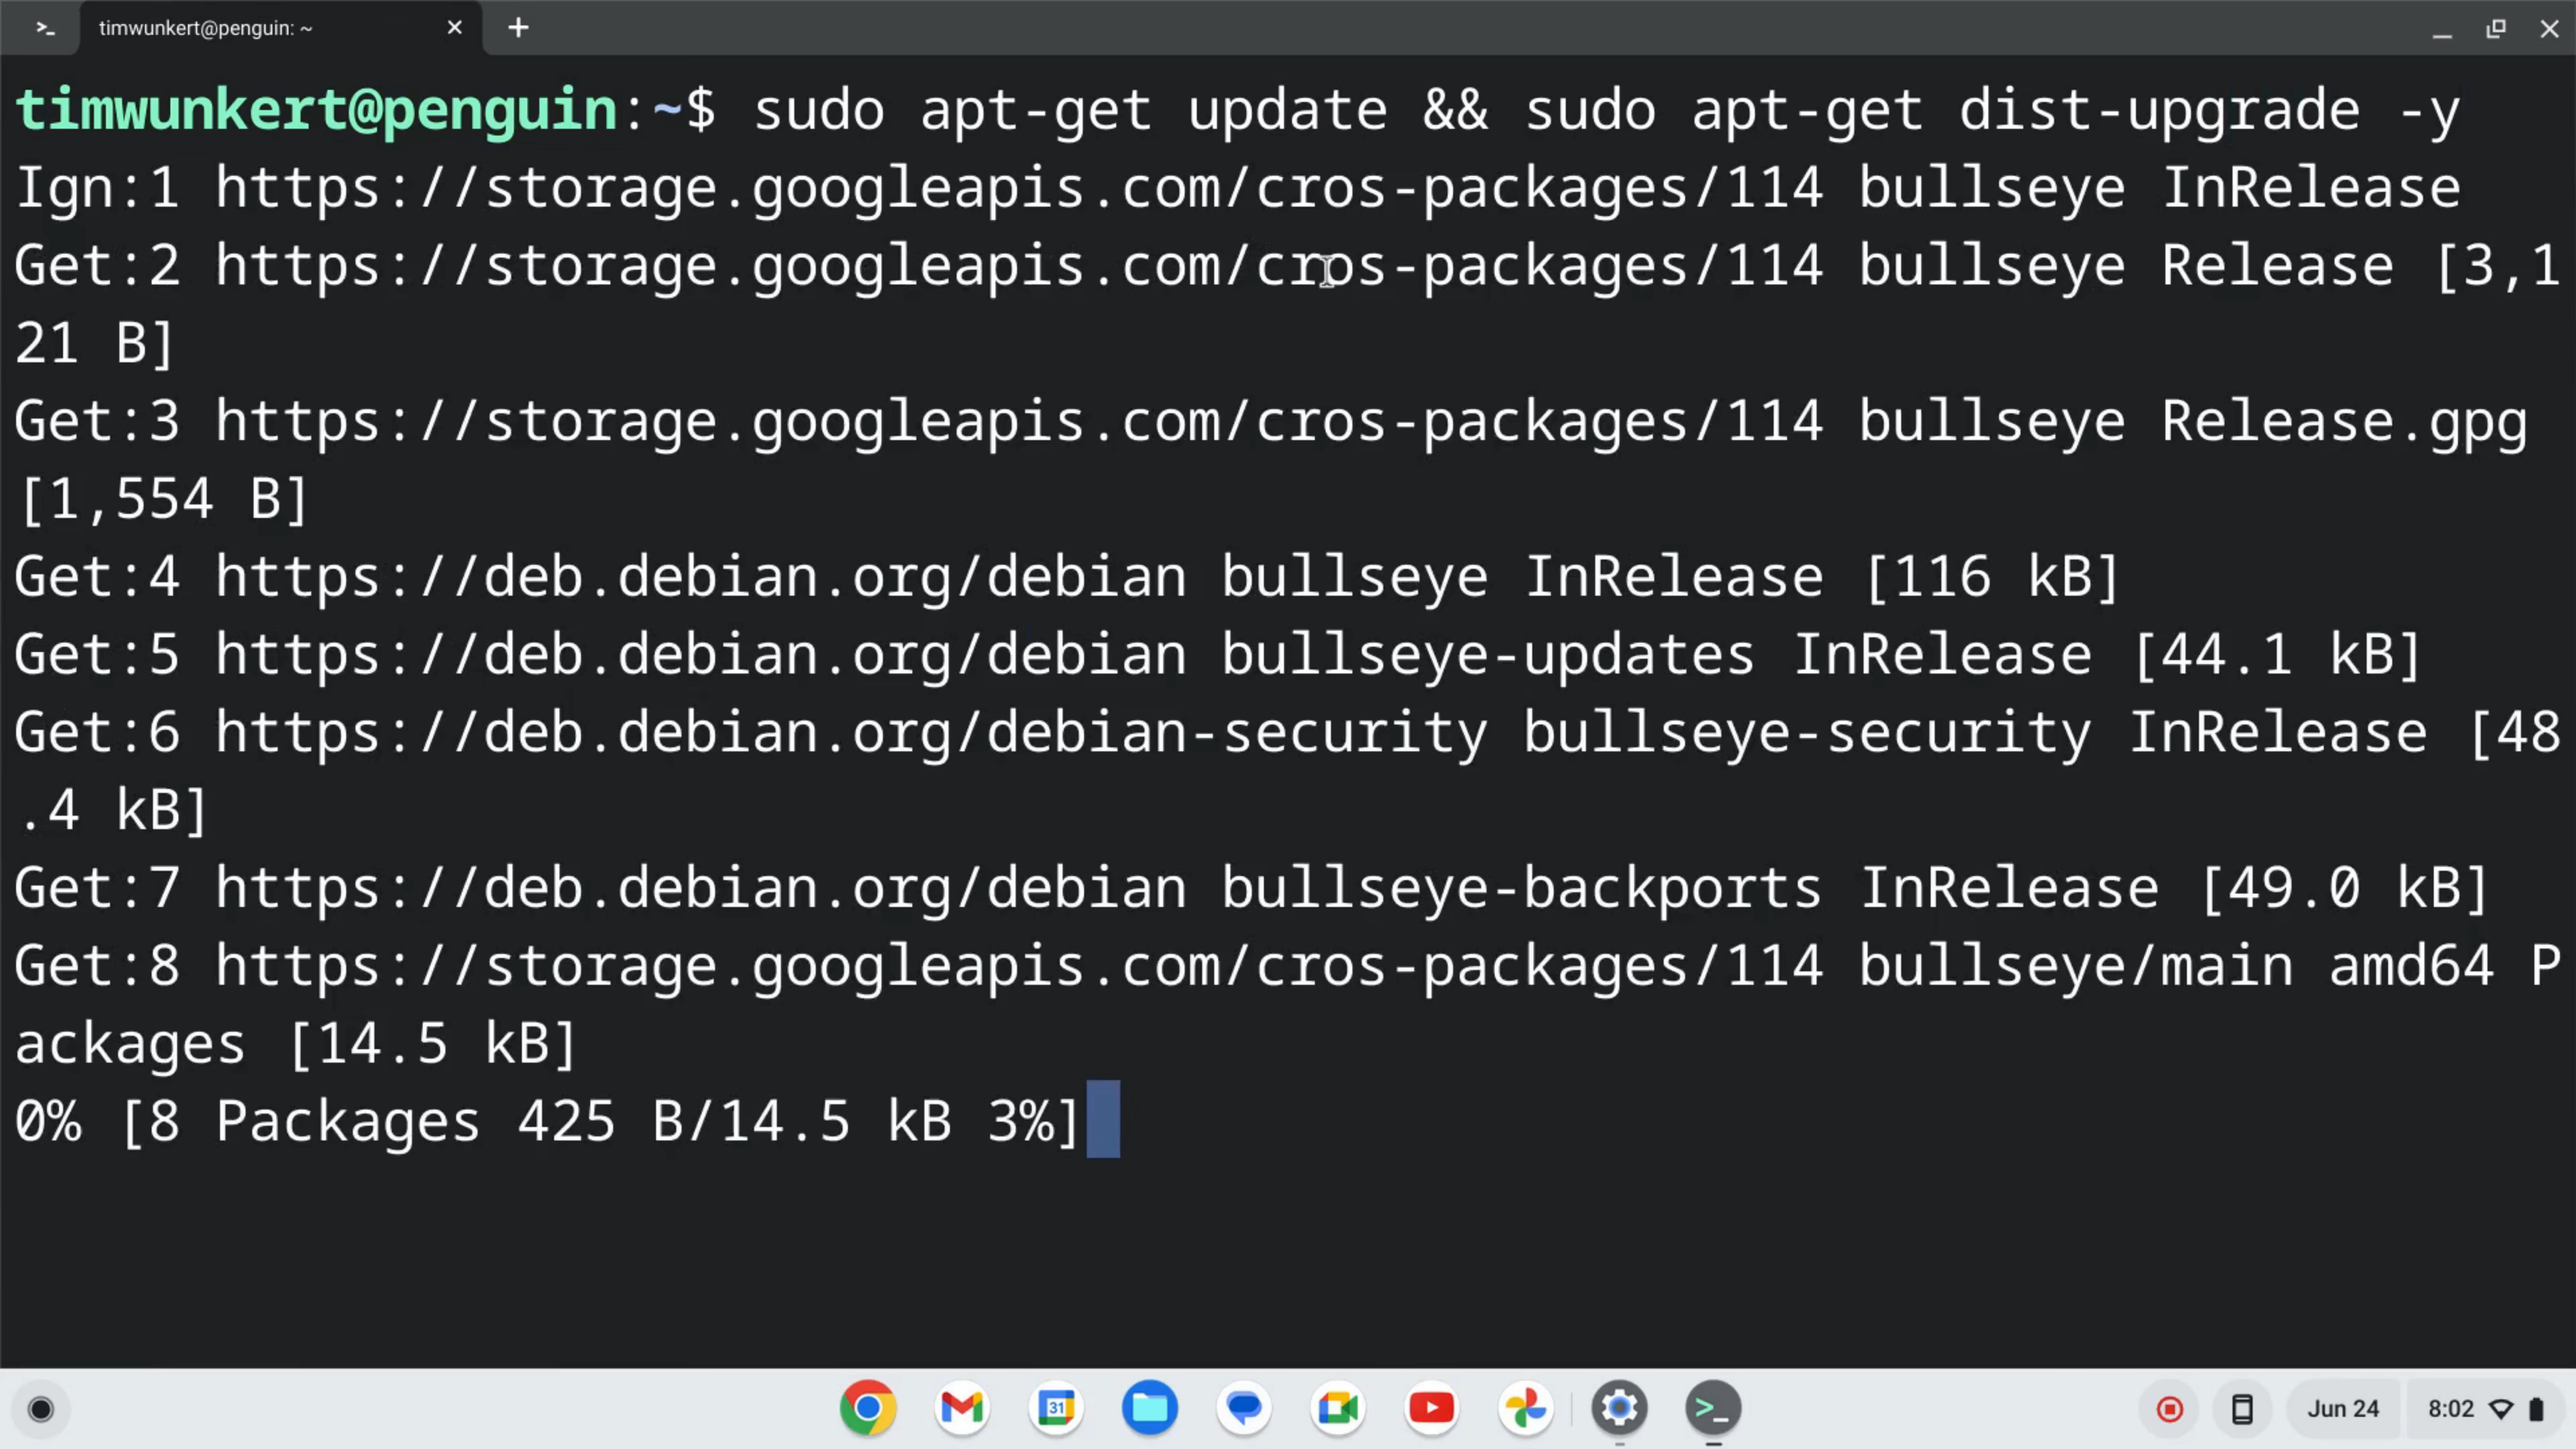 >_ timwunkert@penguin: ~
timwunkert@penguin:~$ sudo apt-get update && sudo apt-get dist-upgrade -y
Ign:1 https://storage.googleapis.com/cros-packages/114 bullseye InRelease
Get:2 https://storage.googleapis.com/cros-packages/114 bullseye Release [3,1
21 B]
Get:3 https://storage.googleapis.com/cros-packages/114 bullseye Release.gpg
[1,554 B]
Get:4 https://deb.debian.org/debian bullseye InRelease [116 kB]
Get:5 https://deb.debian.org/debian bullseye-updates InRelease [44.1 kB]
Get:6 https://deb.debian.org/debian-security bullseye-security InRelease [48
.4 kB]
Get:7 https://deb.debian.org/debian bullseye-backports InRelease [49.0 kB]
Get:8 https://storage.googleapis.com/cros-packages/114 bullseye/main amd64 P
ackages [14.5 kB]
0% [8 Packages 425 B/14.5 kB 3%]
31 >_ Jun 24 8:02